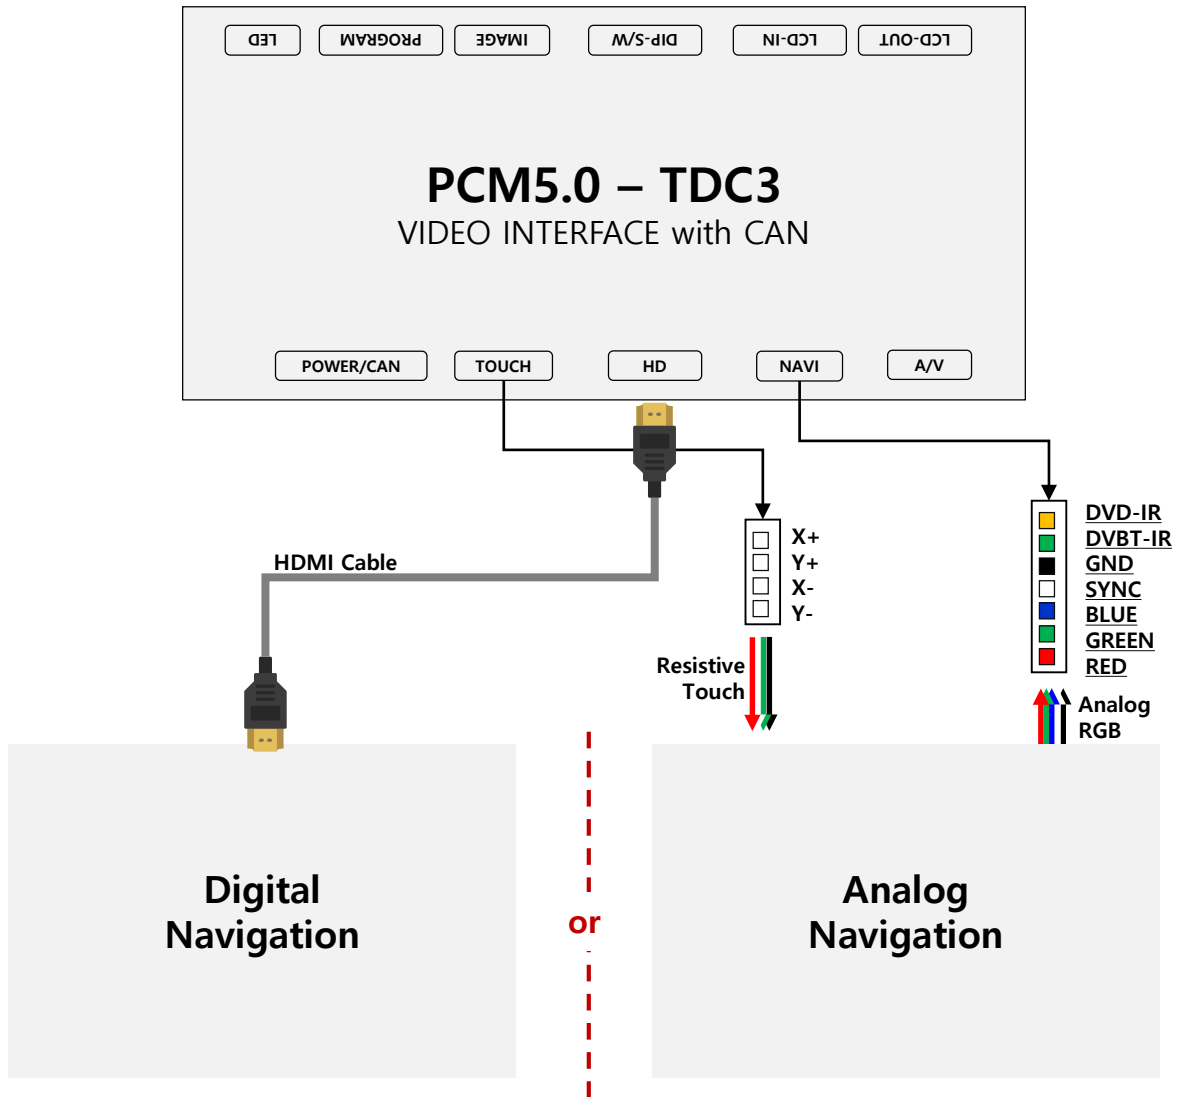 LED
PROGRAM
IMAGE
DIP-S/W
LCD-IN
LCD-OUT
PCM5.0 – TDC3
VIDEO INTERFACE with CAN
POWER/CAN
TOUCH
HD
NAVI
A/V
HDMI Cable
X+
Y+
X-
Y-
Resistive
Touch
DVD-IR
DVBT-IR
GND
SYNC
BLUE
GREEN
RED
Analog
RGB
Digital
Navigation
or
Analog
Navigation